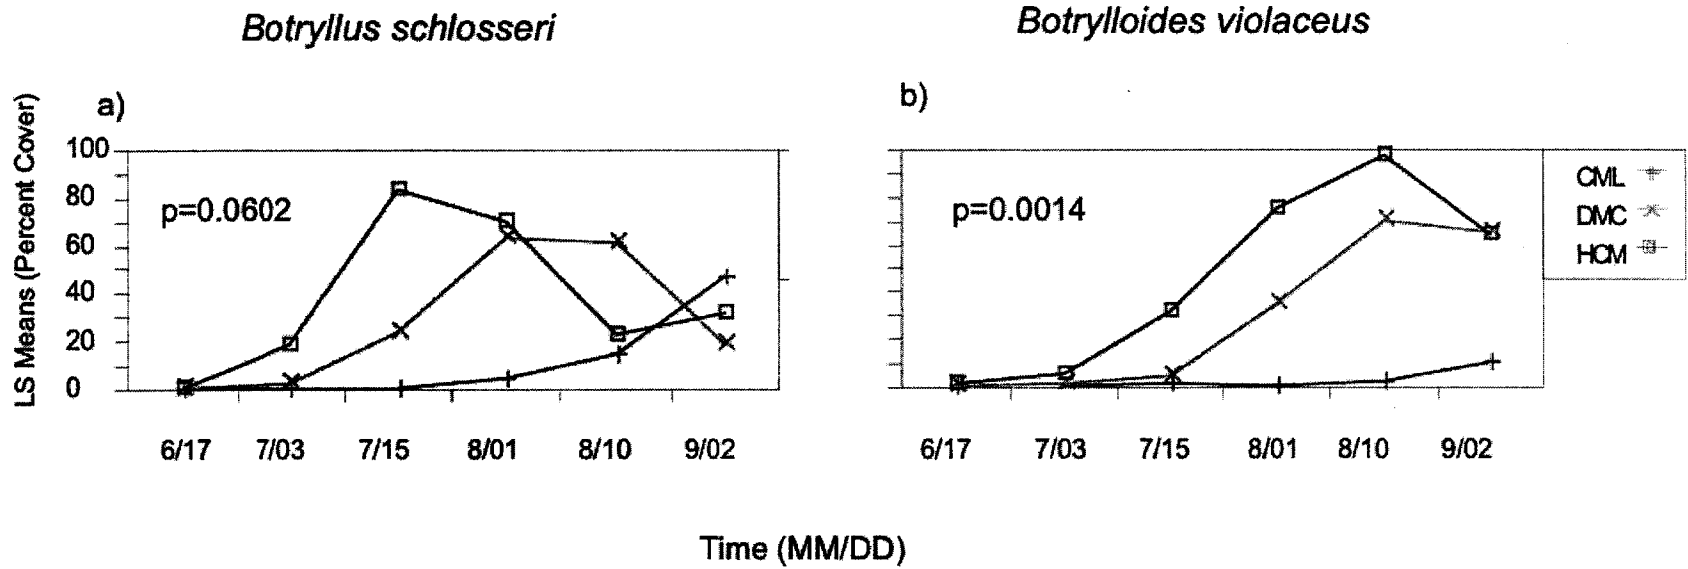 Botryllus schlosseri
Botrylloides violaceus
a)
b)
LS Means (Percent Cover)
100
80
60
40
20
0
p=0.0602
p=0.0014
CML
DMC
HCM
6/17 7/03 7/15 8/01 8/10 9/02
6/17 7/03 7/15 8/01 8/10 9/02
Time (MM/DD)